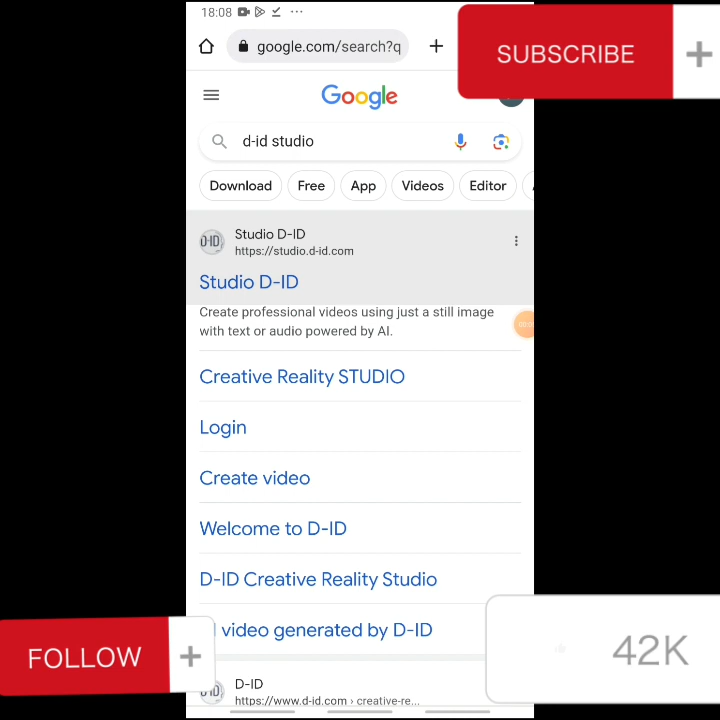 18:08
google.com/search?q
SUBSCRIBE
Google
d-id studio
Download
Free
App
Videos
Editor
Studio D-ID
https://studio.d-id.com
Studio D-ID
Create professional videos using just a still image
with text or audio powered by AI.
Creative Reality STUDIO
Login
Create video
Welcome to D-ID
D-ID Creative Reality Studio
video generated by D-ID
FOLLOW
42K
D-ID
https://www.d-id.com › creative-re...